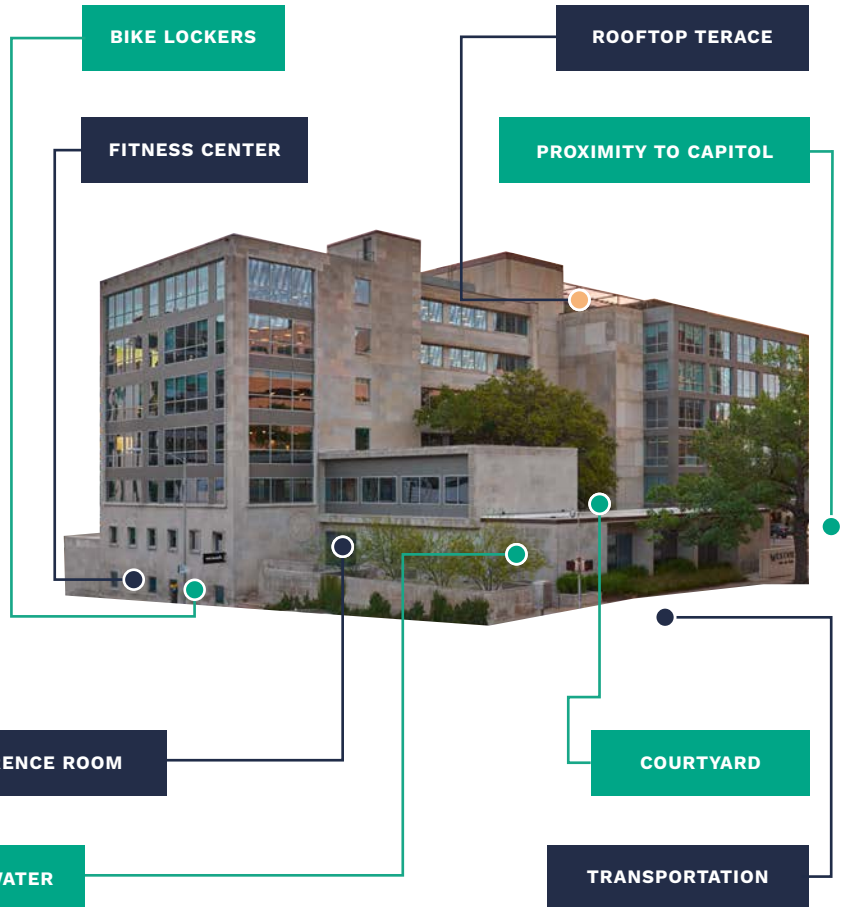 BIKE LOCKERS
ROOFTOP TERACE
FITNESS CENTER
PROXIMITY TO CAPITOL
ENCE ROOM
COURTYARD
WATER
TRANSPORTATION